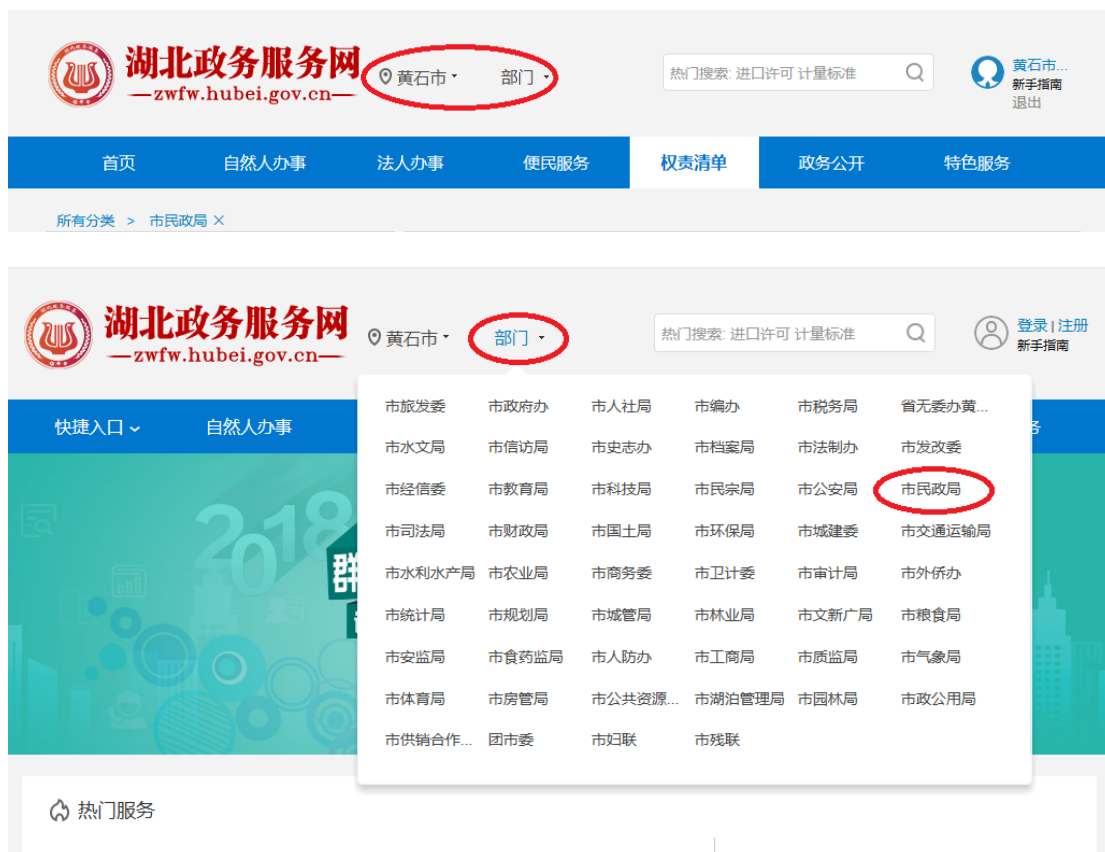 湖北政务服务网
—zwfw.hubei.gov.cn—
黄石市 部门
热门搜索: 进口许可 计量标准
黄石市...
新手指南
退出
首页 自然人办事 法人办事 便民服务 权责清单 政务公开 特色服务
所有分类 > 市民政局 ×
湖北政务服务网
—zwfw.hubei.gov.cn—
黄石市 部门
热门搜索: 进口许可 计量标准
登录 | 注册
新手指南
快捷入口 自然人办事
市旅发委 市政府办 市人社局 市编办 市税务局 省无委办黄...
市水文局 市信访局 市史志办 市档案局 市法制办 市发改委
市经信委 市教育局 市科技局 市民宗局 市公安局 市民政局
市司法局 市财政局 市国土局 市环保局 市城建委 市交通运输局
市水利水产局 市农业局 市商务委 市卫计委 市审计局 市外侨办
市统计局 市规划局 市城管局 市林业局 市文新广局 市粮食局
市安监局 市食药监局 市人防办 市工商局 市质监局 市气象局
市体育局 市房管局 市公共资源... 市湖泊管理局 市园林局 市政公用局
市供销合作... 团市委 市妇联 市残联
2018
群
热门服务